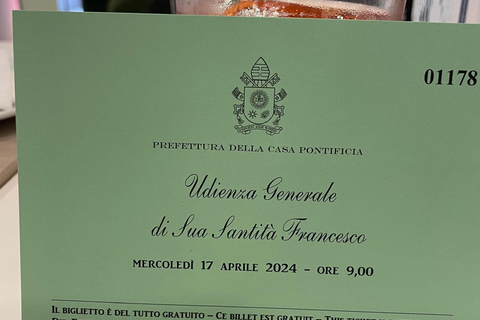 01178
PREFETTURA DELLA CASA PONTIFICIA
Udienza Generale
di Sua Santità Francesco
MERCOLEDÌ 17 APRILE 2024 - ORE 9,00
IL BIGLIETTO È DEL TUTTO GRATUITO – CE BILLET EST GRATUIT – THIS